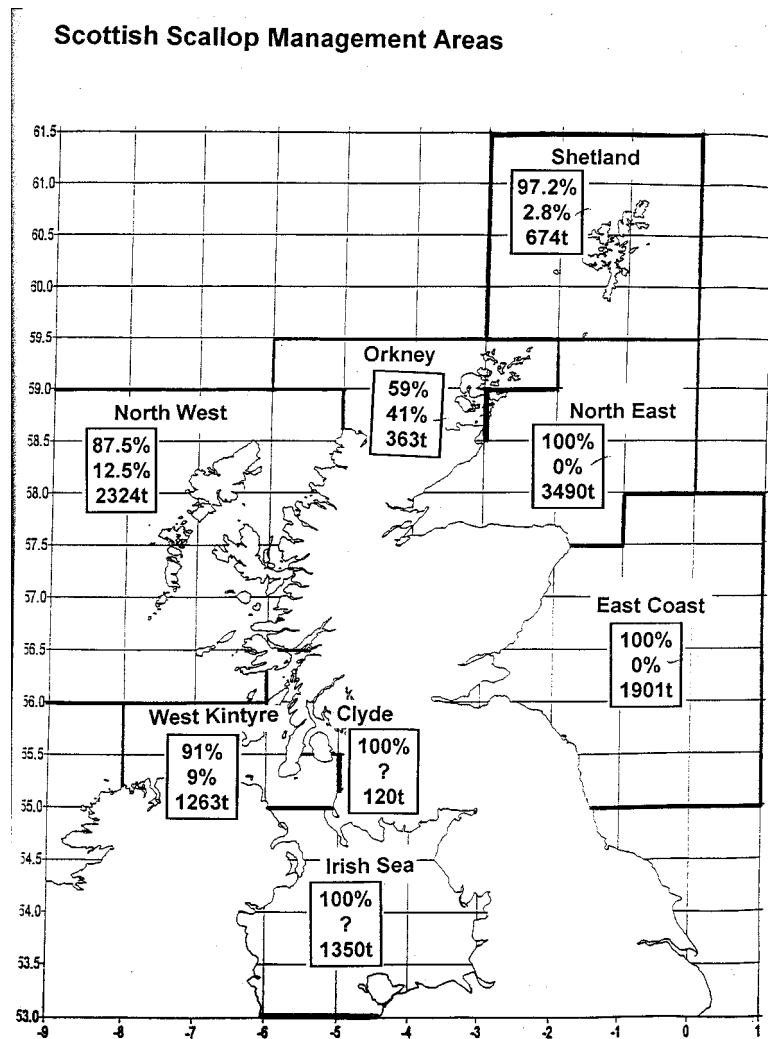 Scottish Scallop Management Areas
61.5
Shetland
97.2%
2.8%
674t
61.0
60.5
60.0
59.5
Orkney
59%
41%
363t
59.0
North West
87.5%
12.5%
2324t
North East
100%
0%
3490t
58.5
58.0
57.5
57.0
East Coast
100%
0%
1901t
56.5
56.0
West Kintyre
91%
9%
1263t
Clyde
100%
?
120t
55.5
55.0
54.5
Irish Sea
100%
?
1350t
54.0
53.5
53.0
-9 -8 -7 -6 -5 -4 -3 -2 -1 0 1